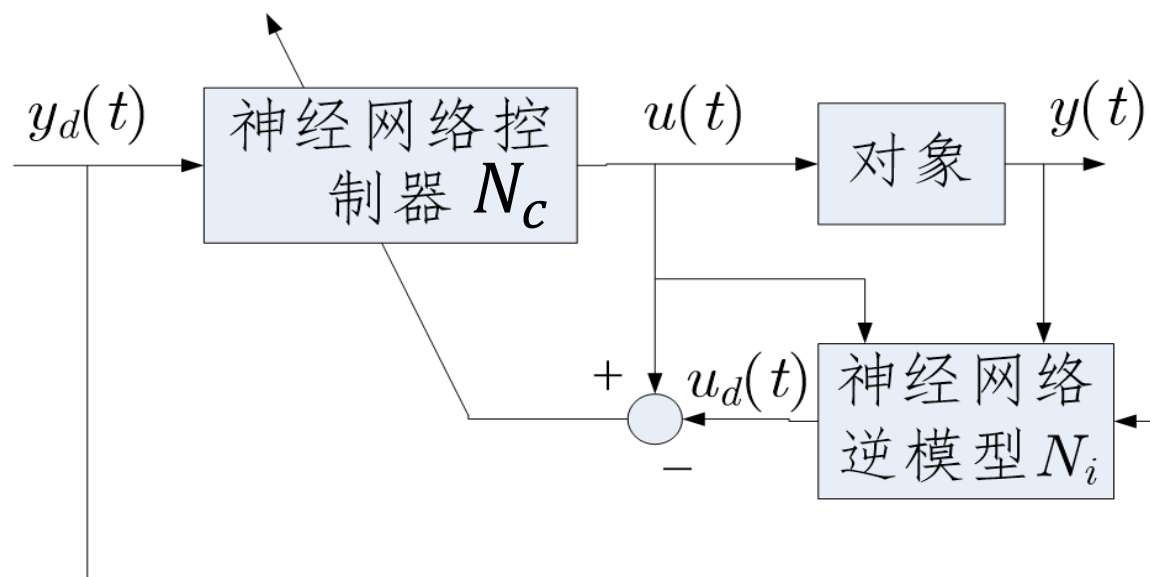 y_d(t)
神经网络控
制器 N_c
u(t)
对象
y(t)
+
u_d(t)
−
神经网络
逆模型 N_i